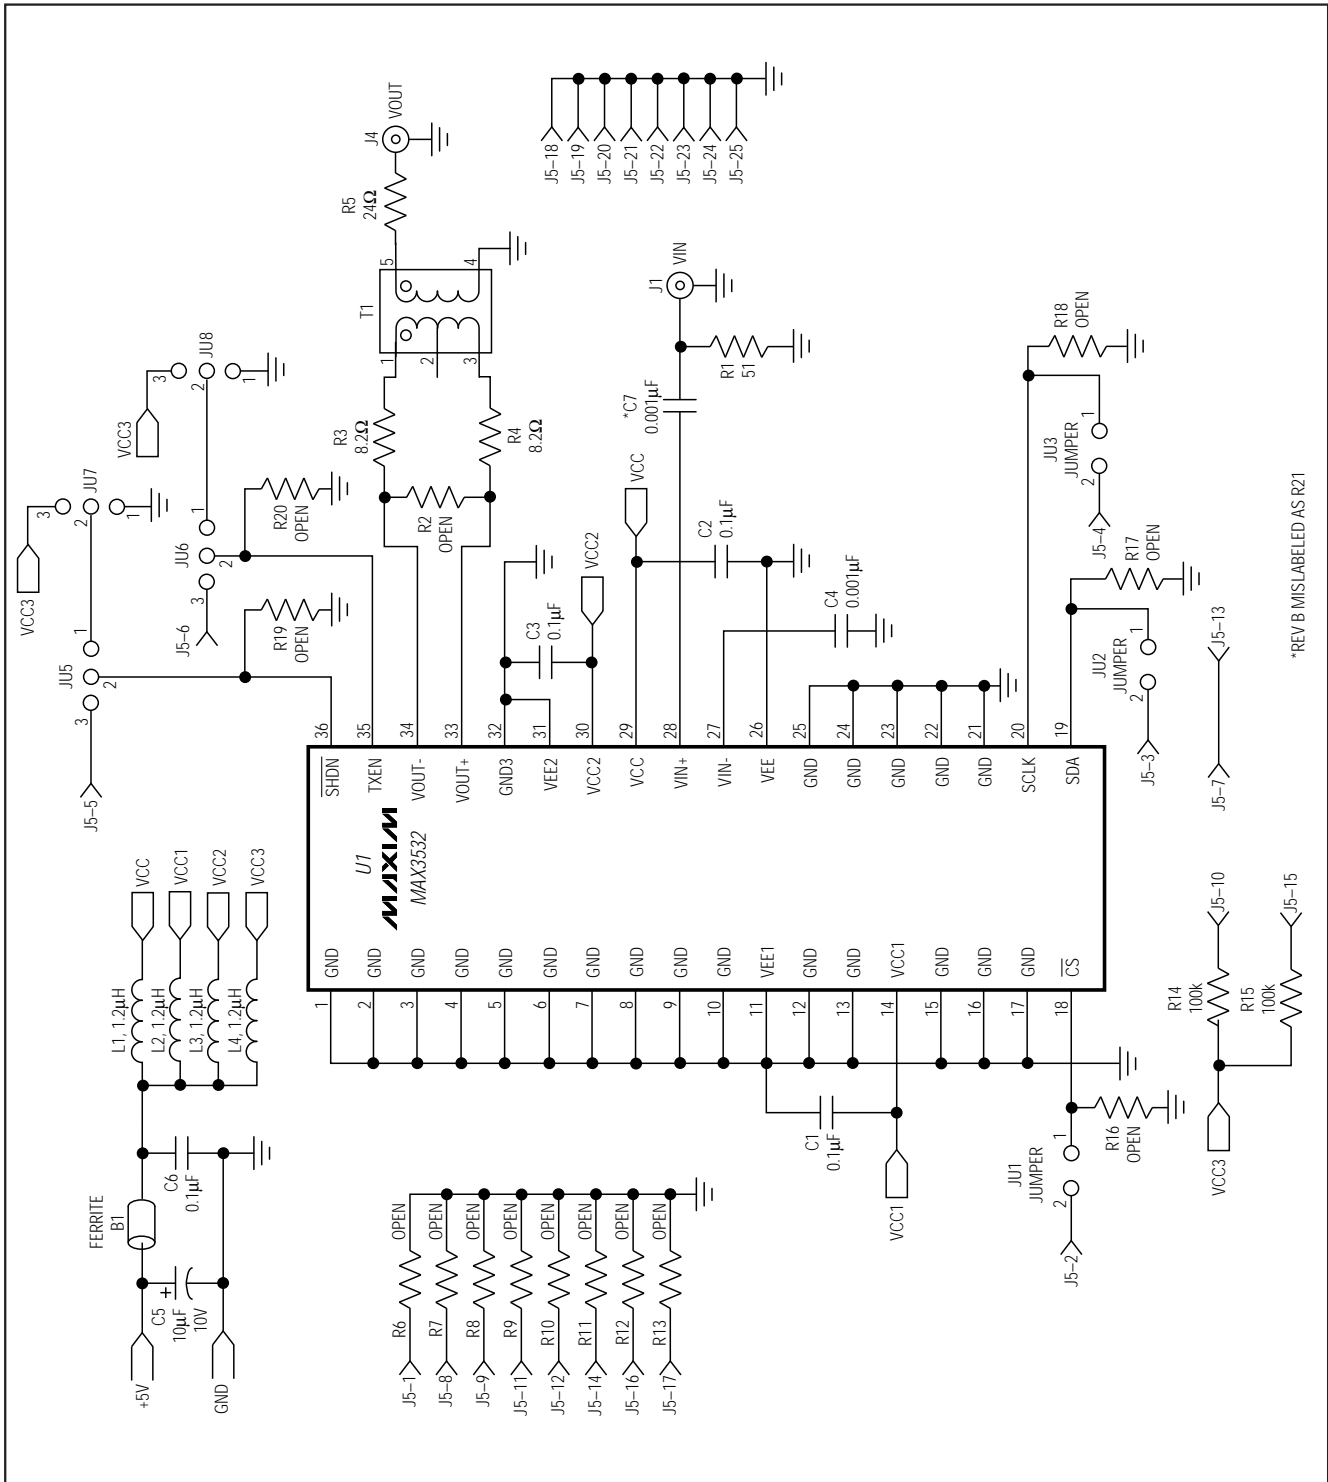 +5V
GND
C5
10µF
10V
FERRITE
B1
C6
0.1µF
L1, 1.2µH
L2, 1.2µH
L3, 1.2µH
L4, 1.2µH
VCC
VCC1
VCC2
VCC3
J5–5
3
JU5
2
1
VCC3
3
JU7
2
1
J5–6
3
JU6
2
1
VCC3
3
JU8
2
1
R19
OPEN
R20
OPEN
R3
8.2Ω
R2
OPEN
R4
8.2Ω
T1
1
2
3
5
4
R5
24Ω
J4
VOUT
J5–18
J5–19
J5–20
J5–21
J5–22
J5–23
J5–24
J5–25
C3
0.1µF
VCC2
VCC
C2
0.1µF
*C7
0.001µF
J1
VIN
R1
51
C4
0.001µF
36
35
34
33
32
31
30
29
28
27
26
25
24
23
22
21
20
19
SHDN
TXEN
VOUT-
VOUT+
GND3
VEE2
VCC2
VCC
VIN+
VIN-
VEE
GND
GND
GND
GND
GND
SCLK
SDA
U1
MAXIM
MAX3532
GND
GND
GND
GND
GND
GND
GND
GND
GND
GND
VEE1
GND
GND
VCC1
GND
GND
GND
CS
1
2
3
4
5
6
7
8
9
10
11
12
13
14
15
16
17
18
J5–1
R6
OPEN
J5–8
R7
OPEN
J5–9
R8
OPEN
J5–11
R9
OPEN
J5–12
R10
OPEN
J5–14
R11
OPEN
J5–16
R12
OPEN
J5–17
R13
OPEN
C1
0.1µF
VCC1
J5–2
2
JU1
JUMPER
1
R16
OPEN
VCC3
R14
100k
J5–10
R15
100k
J5–15
J5–3
2
JU2
JUMPER
1
R17
OPEN
J5–4
2
JU3
JUMPER
1
R18
OPEN
J5–7
J5–13
*REV B MISLABELED AS R21